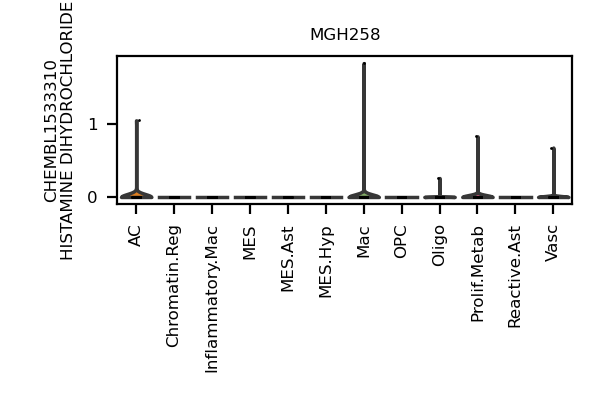 MGH258
CHEMBL1533310
HISTAMINE DIHYDROCHLORIDE
1
0
AC
Chromatin.Reg
Inflammatory.Mac
MES
MES.Ast
MES.Hyp
Mac
OPC
Oligo
Prolif.Metab
Reactive.Ast
Vasc